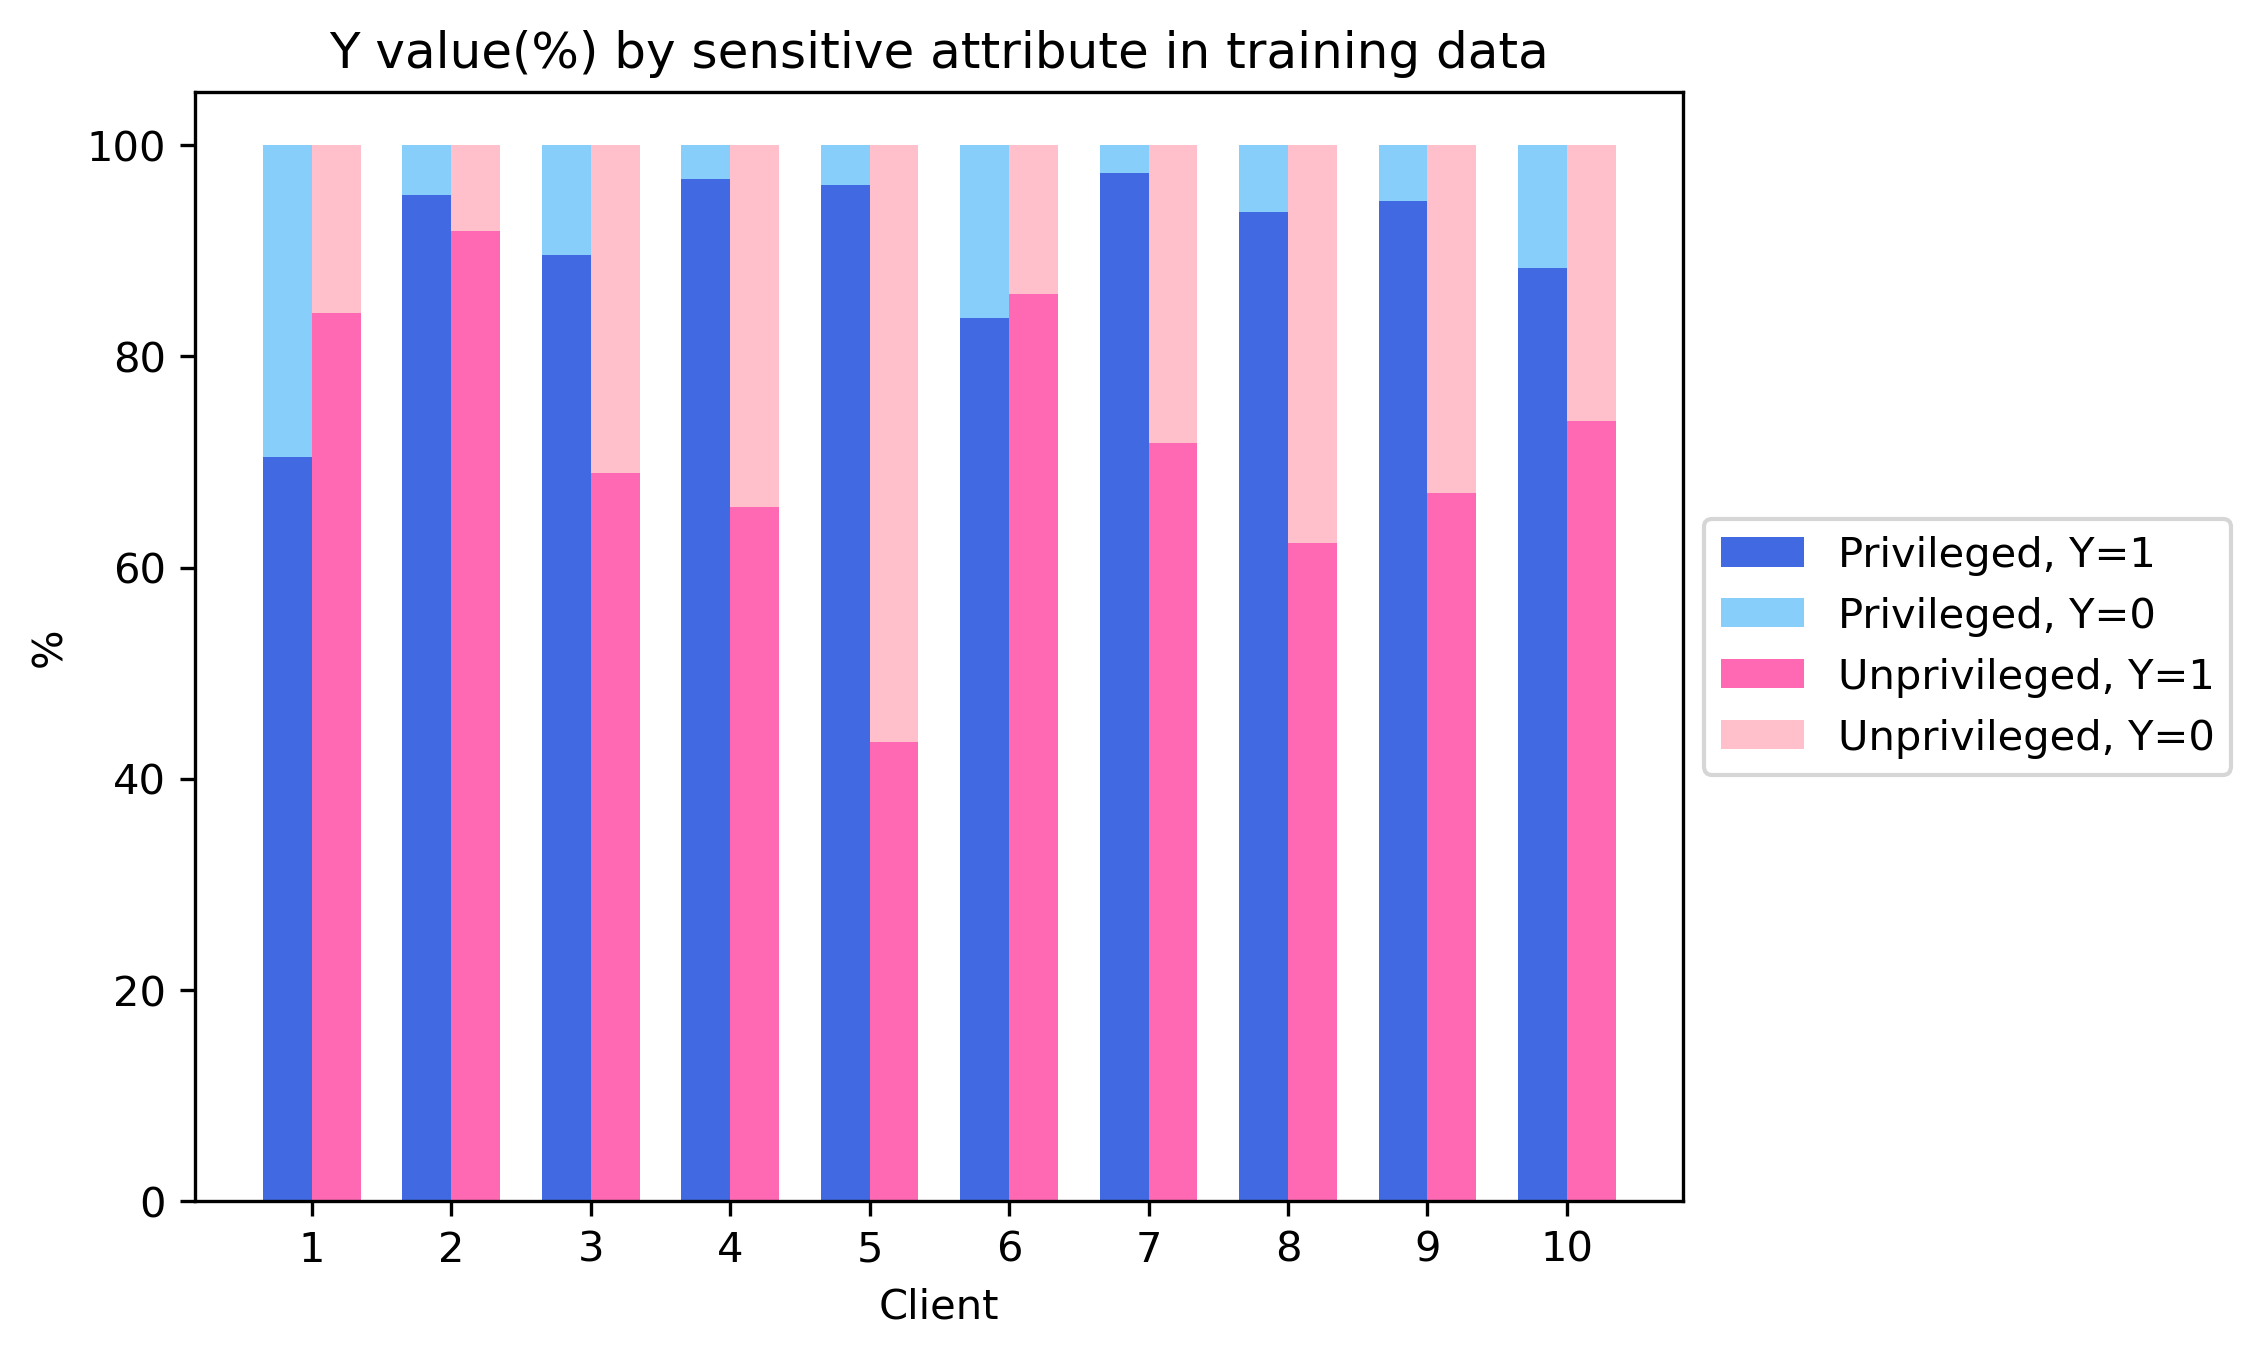 Y value(%) by sensitive attribute in training data
100
80
60
40
20
0
%
1 2 3 4 5 6 7 8 9 10
Client
Privileged, Y=1
Privileged, Y=0
Unprivileged, Y=1
Unprivileged, Y=0